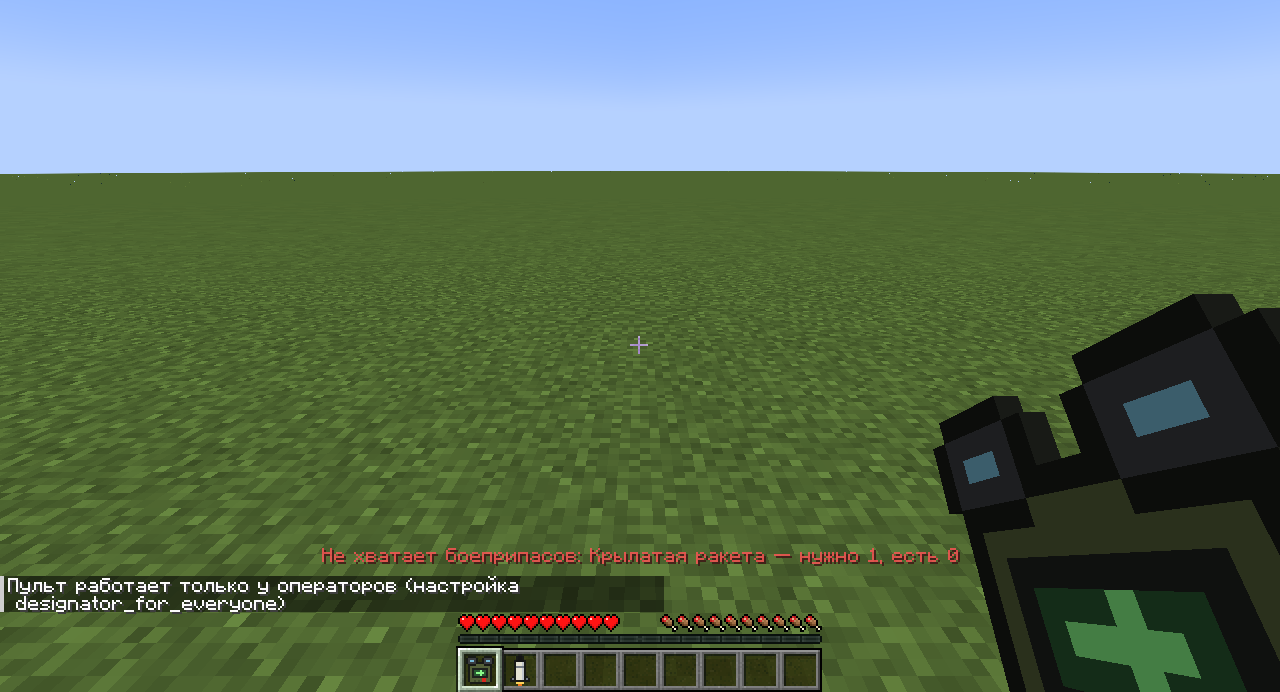 Не хватает боеприпасов: Крылатая ракета — нужно 1, есть 0
Пульт работает только у операторов (настройка
designator_for_everyone)